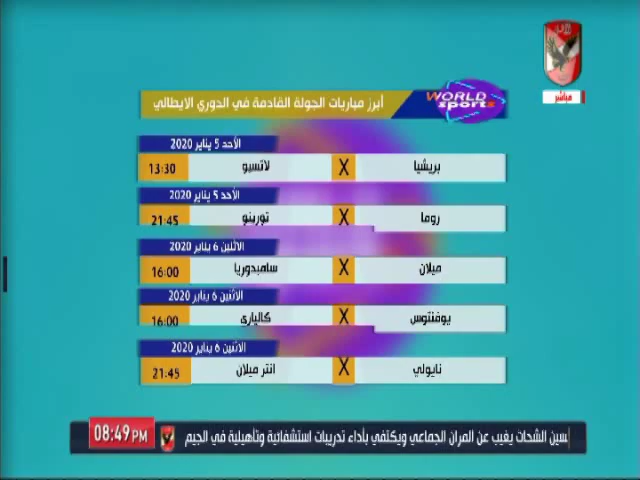 مباشر
WORLD
sports
أبرز مباريات الجولة القادمة في الدوري الايطالي
الأحد 5 يناير 2020
بريشيا X لاتسيو 13:30
الأحد 5 يناير 2020
روما X تورينو 21:45
الاثنين 6 يناير 2020
ميلان X سامبدوريا 16:00
الاثنين 6 يناير 2020
يوفنتوس X كالياري 16:00
الاثنين 6 يناير 2020
نابولي X انتر ميلان 21:45
سين الشحات يغيب عن المران الجماعي ويكتفي بأداء تدريبات استشفائية وتأهيلية في الجيم
08:49 PM